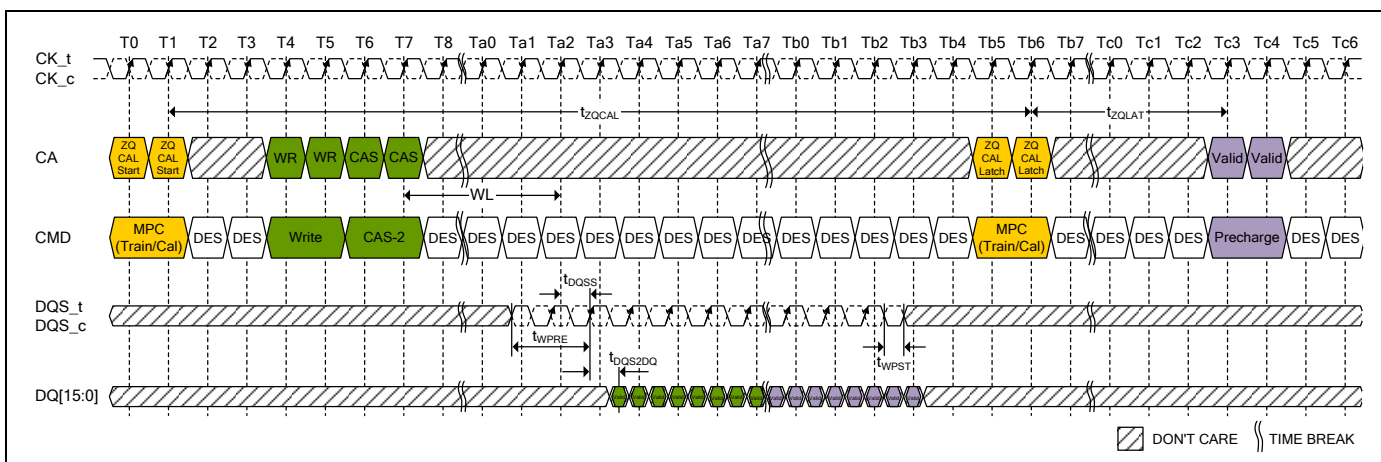 T0 T1 T2 T3 T4 T5 T6 T7 T8 Ta0 Ta1 Ta2 Ta3 Ta4 Ta5 Ta6 Ta7 Tb0 Tb1 Tb2 Tb3 Tb4 Tb5 Tb6 Tb7 Tc0 Tc1 Tc2 Tc3 Tc4 Tc5 Tc6
CK_t
CK_c
tZQCAL tZQLAT
CA ZQ CAL Start ZQ CAL Start WR WR CAS CAS ZQ CAL Latch ZQ CAL Latch Valid Valid
WL
CMD MPC (Train/Cal) DES DES Write CAS-2 DES DES DES DES DES DES DES DES DES DES DES DES DES DES MPC (Train/Cal) DES DES DES DES Precharge DES DES
tDQSS
DQS_t
DQS_c
tWPRE tWPST
tDQS2DQ
DQ[15:0]
DON'T CARE TIME BREAK